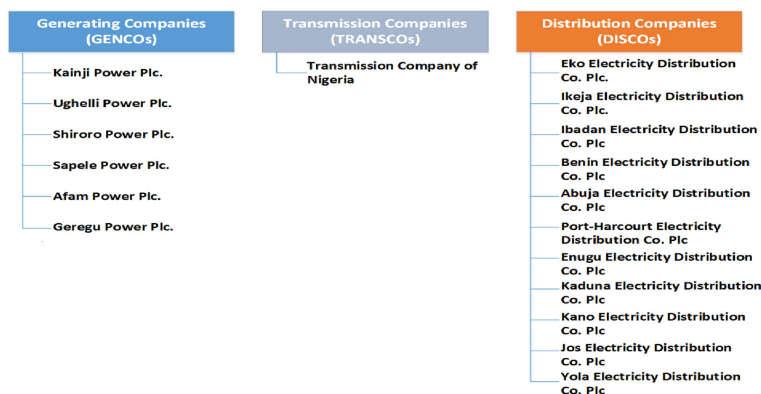 Generating Companies
(GENCOs)
Kainji Power Plc.
Ughelli Power Plc.
Shiroro Power Plc.
Sapele Power Plc.
Afam Power Plc.
Geregu Power Plc.
Transmission Companies
(TRANSCOs)
Transmission Company of
Nigeria
Distribution Companies
(DISCOs)
Eko Electricity Distribution
Co. Plc.
Ikeja Electricity Distribution
Co. Plc.
Ibadan Electricity Distribution
Co. Plc
Benin Electricity Distribution
Co. Plc
Abuja Electricity Distribution
Co. Plc
Port-Harcourt Electricity
Distribution Co. Plc
Enugu Electricity Distribution
Co. Plc
Kaduna Electricity Distribution
Co. Plc
Kano Electricity Distribution
Co. Plc
Jos Electricity Distribution
Co. Plc
Yola Electricity Distribution
Co. Plc